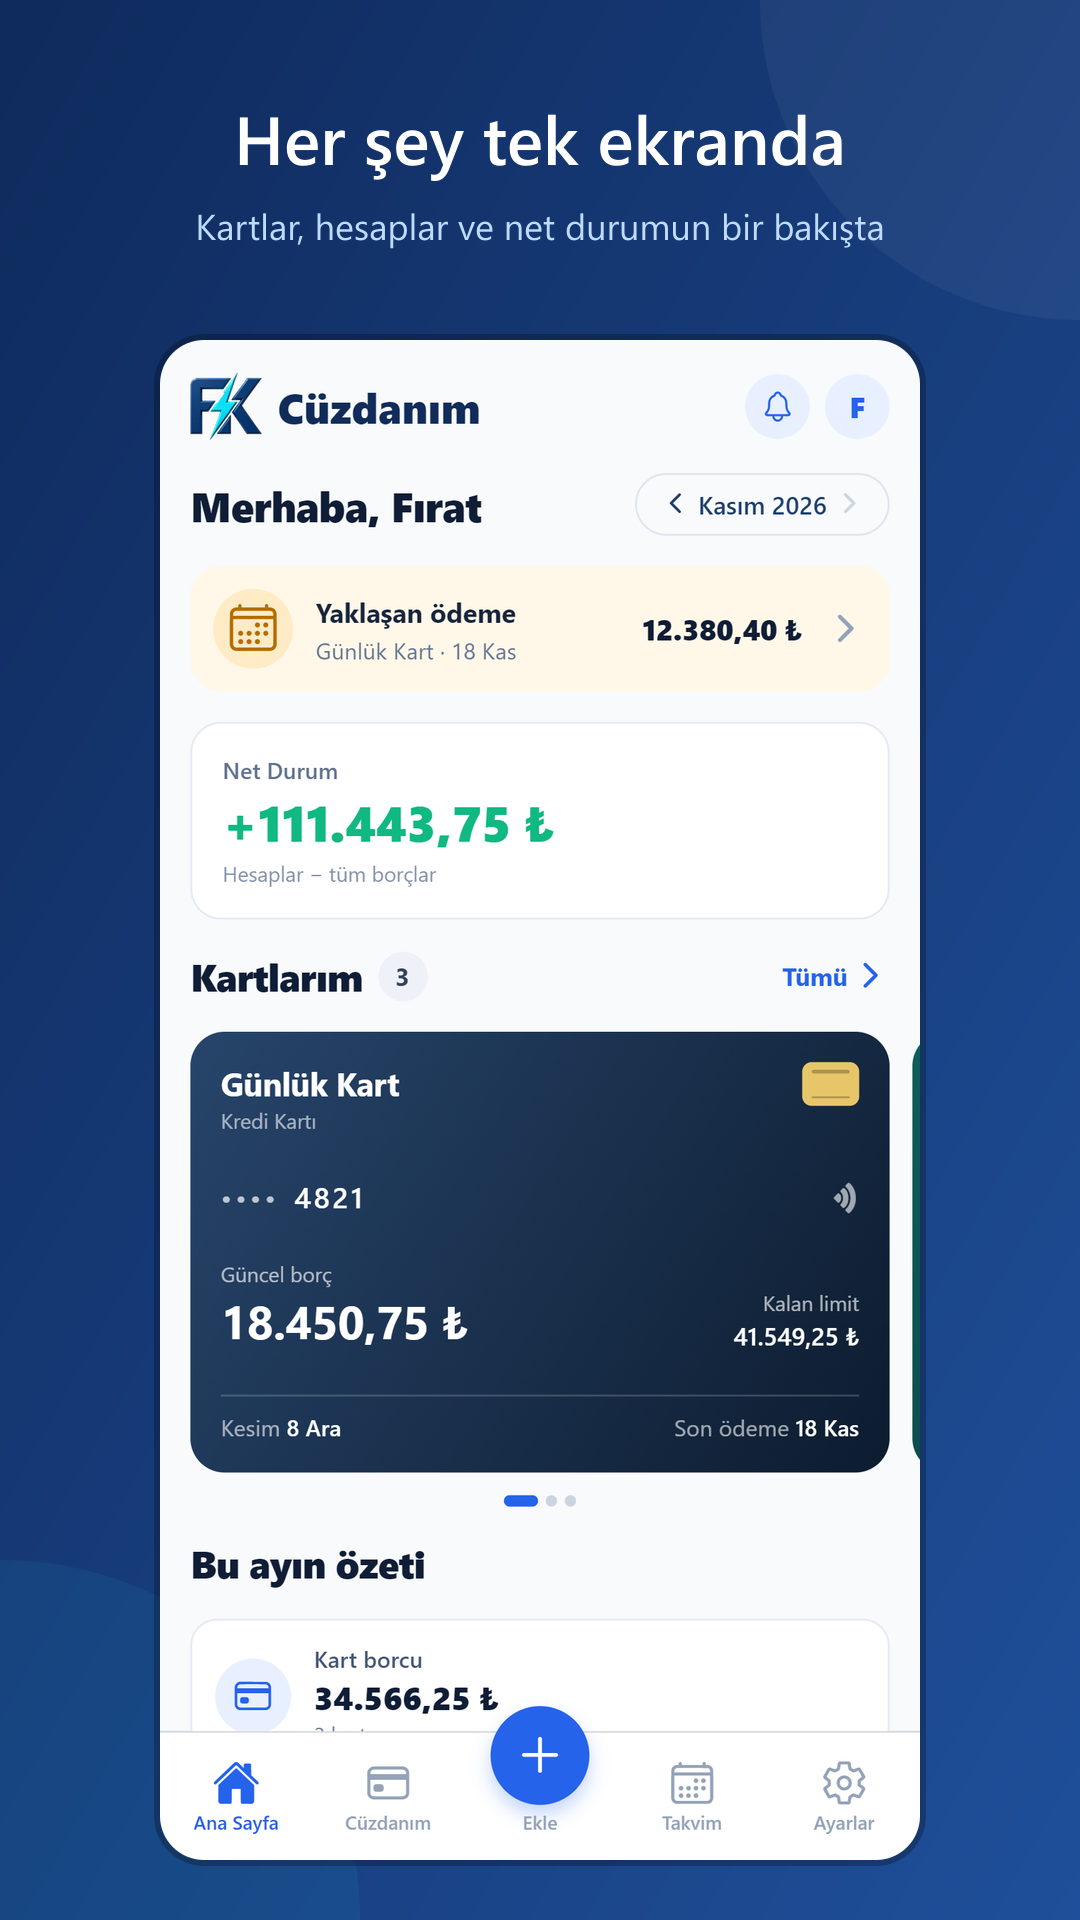 Her şey tek ekranda
Kartlar, hesaplar ve net durumun bir bakışta
FK Cüzdanım
F
Merhaba, Fırat
Kasım 2026
Yaklaşan ödeme
Günlük Kart · 18 Kas
12.380,40 ₺
Net Durum
+111.443,75 ₺
Hesaplar − tüm borçlar
Kartlarım 3
Tümü
Günlük Kart
Kredi Kartı
•••• 4821
Güncel borç
18.450,75 ₺
Kalan limit
41.549,25 ₺
Kesim 8 Ara
Son ödeme 18 Kas
Bu ayın özeti
Kart borcu
34.566,25 ₺
Ana Sayfa
Cüzdanım
Ekle
Takvim
Ayarlar